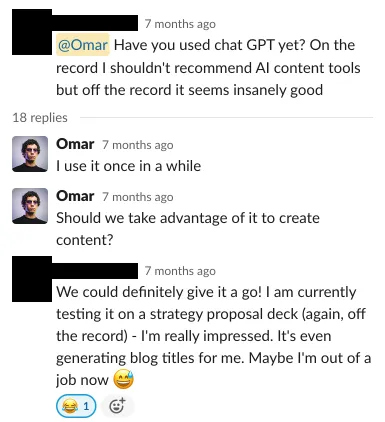 7 months ago
@Omar Have you used chat GPT yet? On the
record I shouldn't recommend AI content tools
but off the record it seems insanely good
18 replies
Omar 7 months ago
I use it once in a while
Omar 7 months ago
Should we take advantage of it to create
content?
7 months ago
We could definitely give it a go! I am currently
testing it on a strategy proposal deck (again, off
the record) - I'm really impressed. It's even
generating blog titles for me. Maybe I'm out of a
job now 😅
😂 1